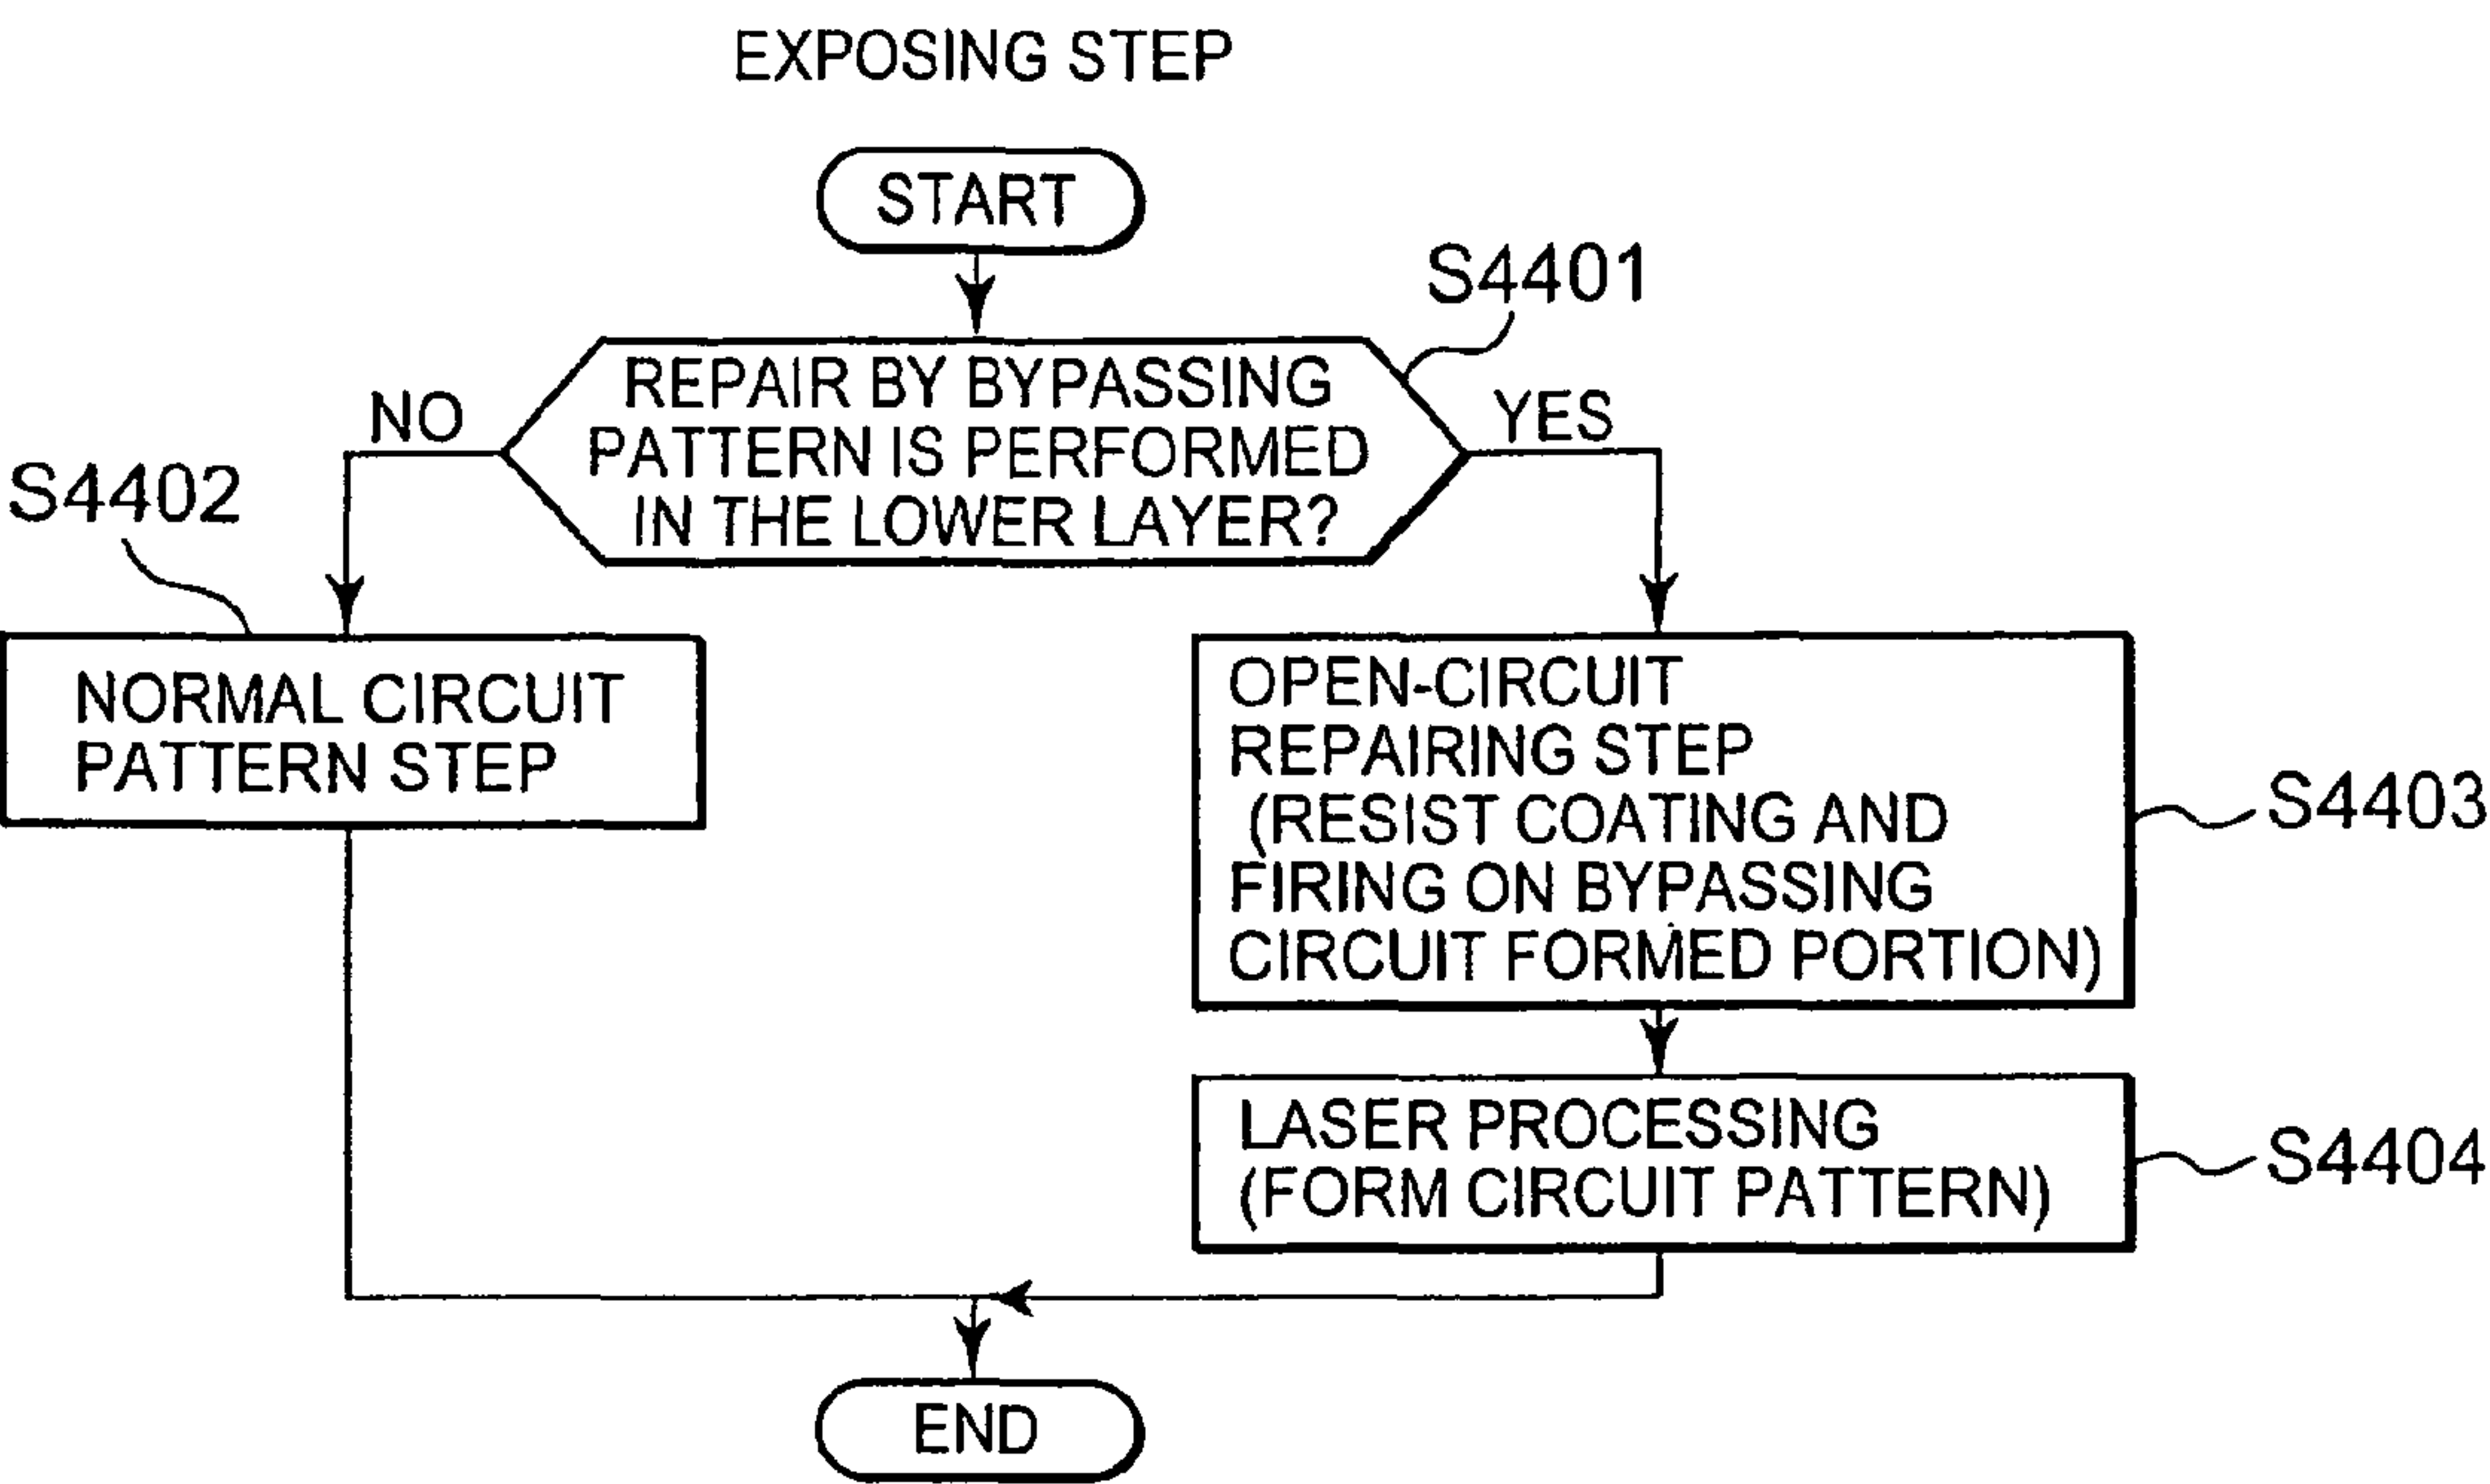 EXPOSING STEP
START
S4401
REPAIR BY BYPASSING
PATTERN IS PERFORMED
IN THE LOWER LAYER?
NO
YES
S4402
NORMAL CIRCUIT
PATTERN STEP
OPEN-CIRCUIT
REPAIRING STEP
(RESIST COATING AND
FIRING ON BYPASSING
CIRCUIT FORMED PORTION)
S4403
LASER PROCESSING
(FORM CIRCUIT PATTERN)
S4404
END